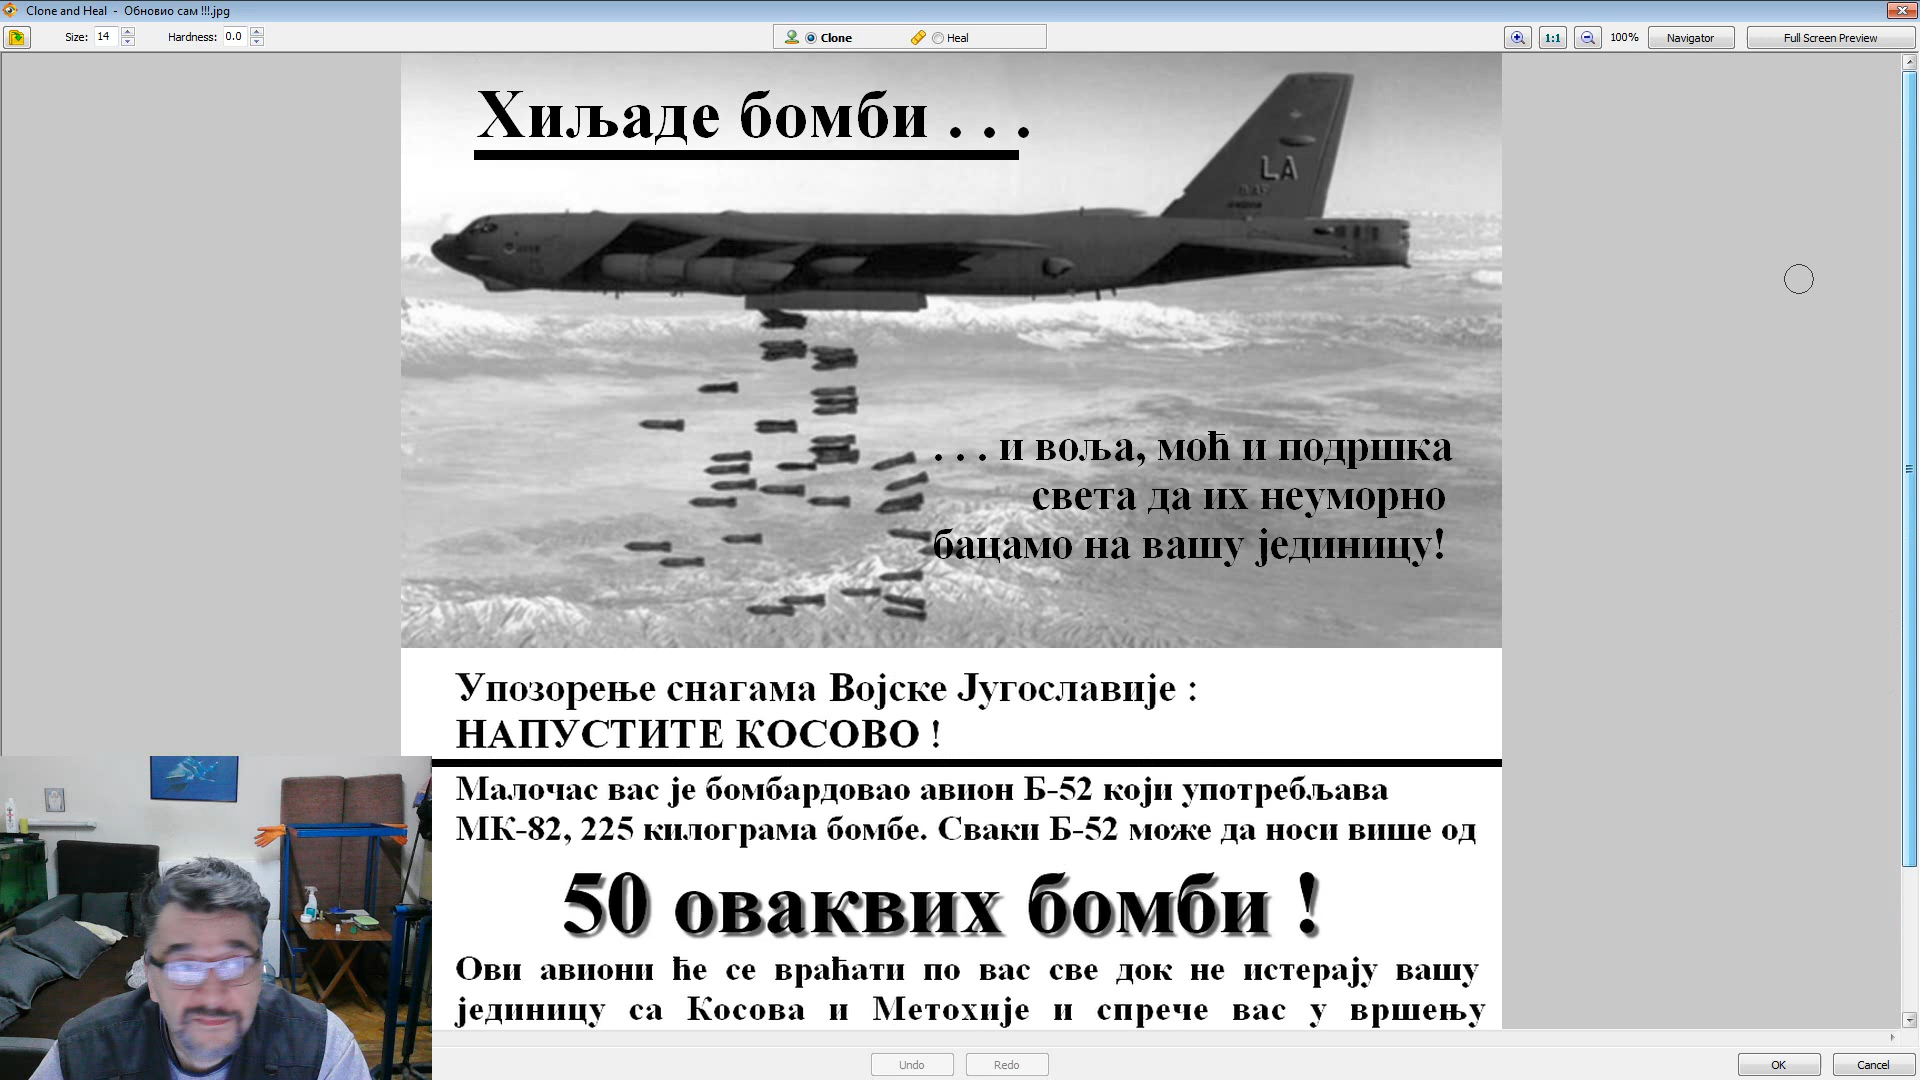 Clone and Heal - Обновио сам !!!.jpg
Size: 14 Hardness: 0.0 Clone Heal 1:1 100% Navigator Full Screen Preview
Хиљаде бомби . . .
LA
. . . и воља, моћ и подршка
света да их неуморно
бацамо на вашу јединицу!
Упозорење снагама Војске Југославије :
НАПУСТИТЕ КОСОВО !
Малочас вас је бомбардовао авион Б-52 који употребљава
МК-82, 225 килограма бомбе. Сваки Б-52 може да носи више од
50 оваквих бомби !
Ови авиони ће се враћати по вас све док не истерају вашу
јединицу са Косова и Метохије и спрече вас у вршењу
Undo Redo OK Cancel